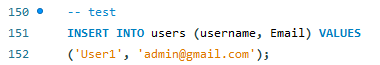 150 -- test
151 INSERT INTO users (username, Email) VALUES
152 ('User1', 'admin@gmail.com');